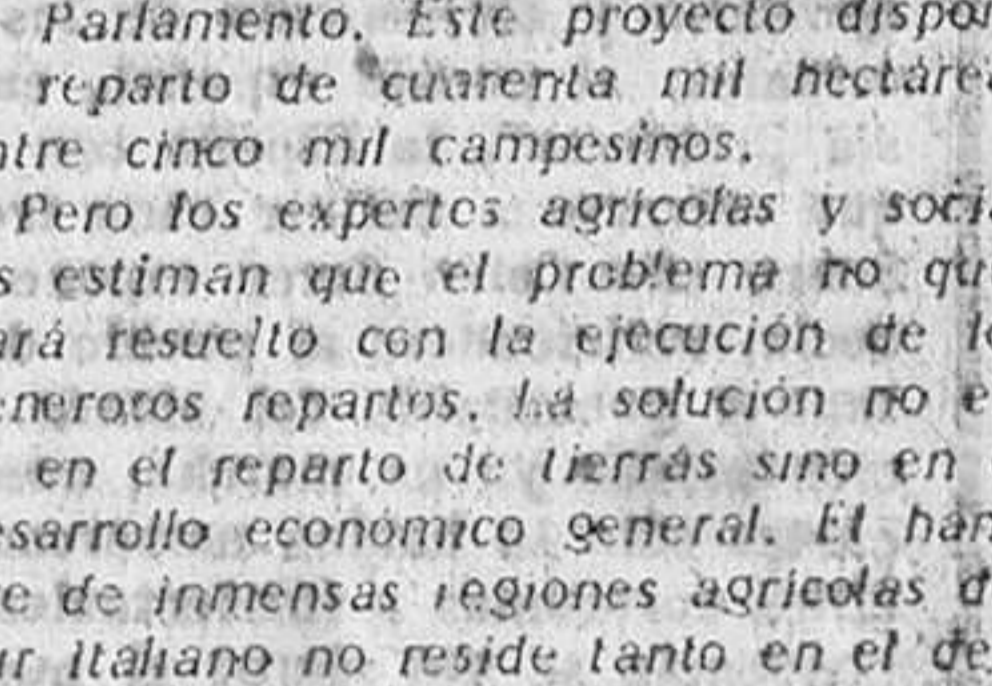 Parlamento. Este proyecto dispo
reparto de cuarenta mil hectáre
ntre cinco mil campesinos.
Pero los expertos agrícolas y soci
s estiman que el problema no qu
ará resuelto con la ejecución de l
enerosos repartos. La solución no e
en el reparto de tierras sino en
esarrollo económico general. El ham
e de inmensas regiones agrícolas d
ur italiano no reside tanto en el de